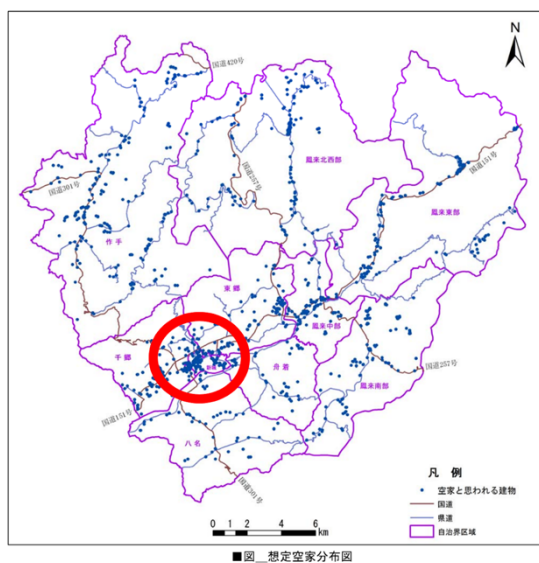 N
国道420号
鳳来北西部
国道151号
国道257号
国道301号
鳳来東部
作手
東郷
鳳来中部
千郷
新城
舟着
国道257号
鳳来南部
国道151号
八名
国道301号
凡 例
空家と思われる建物
国道
県道
自治界区域
0 1 2 4 6
km
■図__想定空家分布図